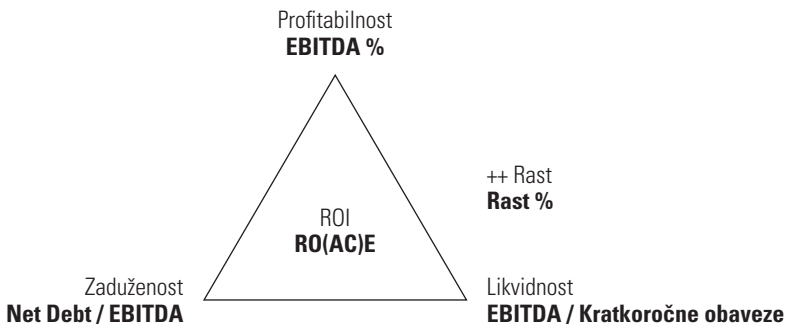 Profitabilnost
EBITDA %
++ Rast
Rast %
ROI
RO(AC)E
Zaduženost
Net Debt / EBITDA
Likvidnost
EBITDA / Kratkoročne obaveze